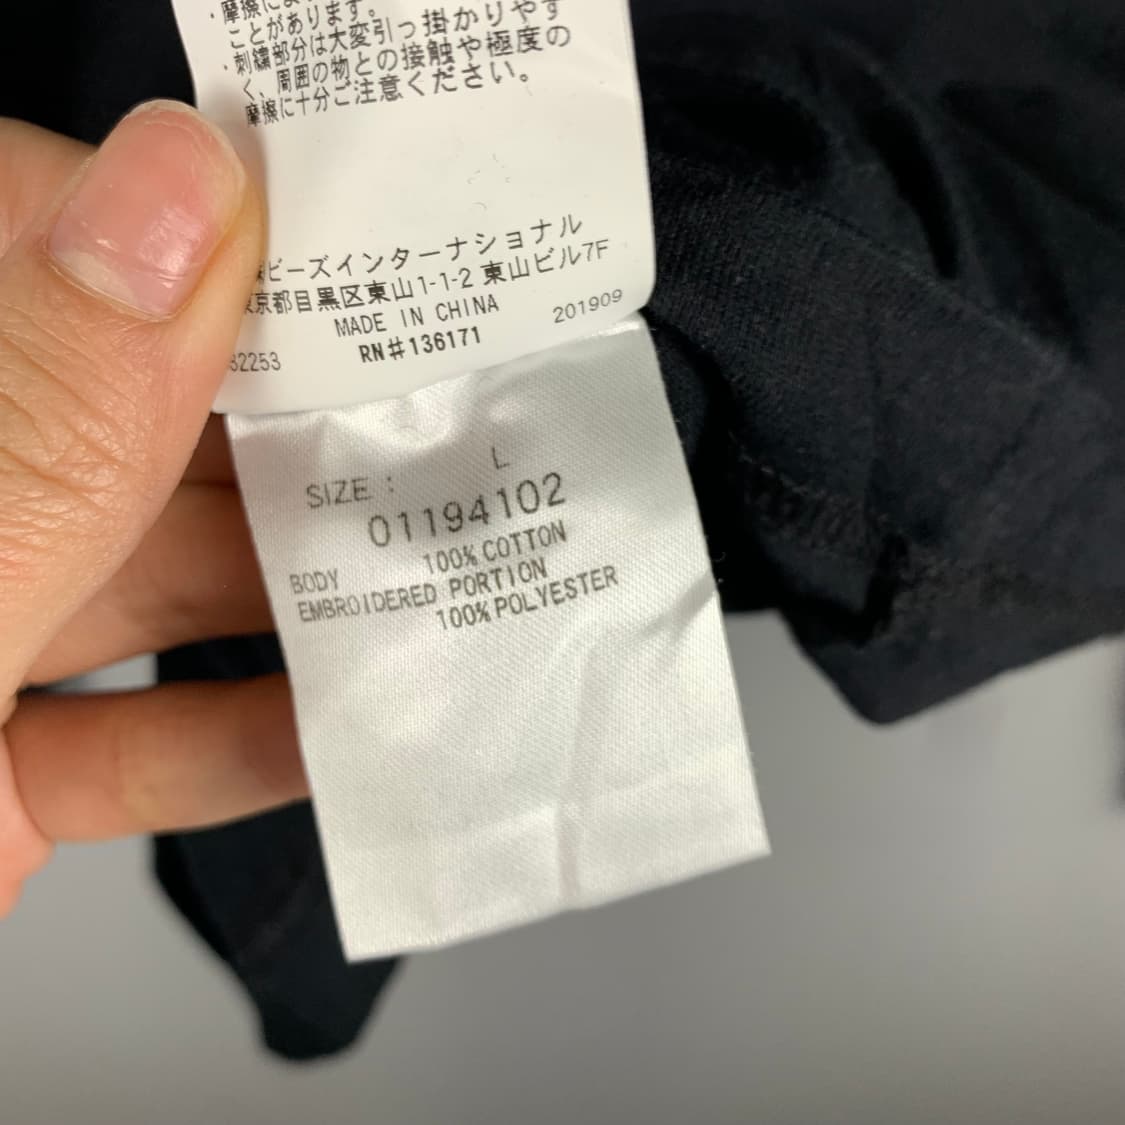 ・摩擦によ
ことがあります。
・刺繍部分は大変引っ掛かりやす
く、周囲の物との接触や極度の
摩擦に十分ご注意ください。
ビーズインターナショナル
東京都目黒区東山1-1-2 東山ビル7F
MADE IN CHINA
201909
RN#136171
32253
SIZE : L
01194102
BODY 100% COTTON
EMBROIDERED PORTION
100% POLYESTER